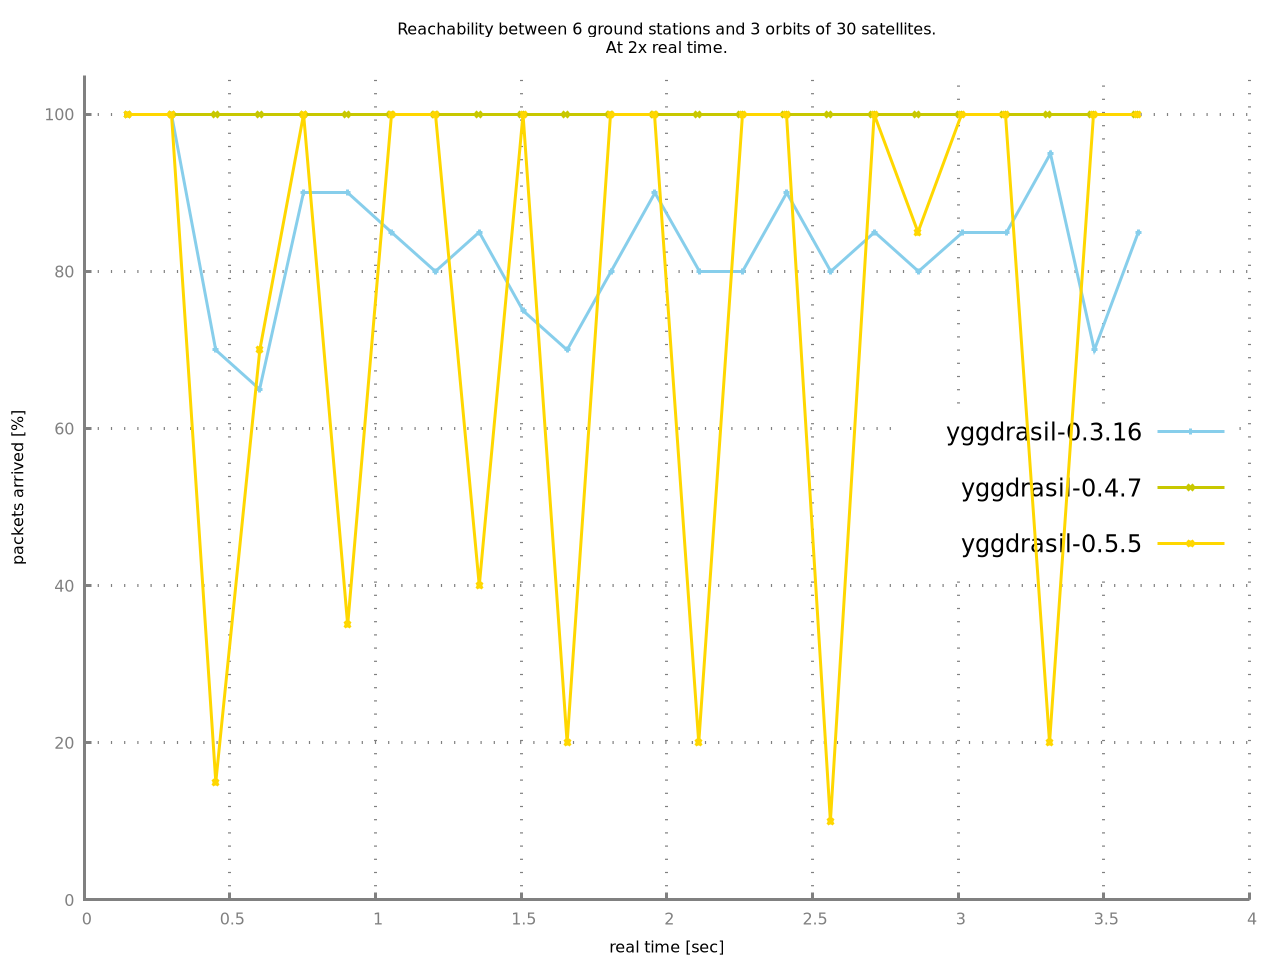 Reachability between 6 ground stations and 3 orbits of 30 satellites.
At 2x real time.
packets arrived [%]
100
80
60
40
20
0
yggdrasil-0.3.16
yggdrasil-0.4.7
yggdrasil-0.5.5
0 0.5 1 1.5 2 2.5 3 3.5 4
real time [sec]